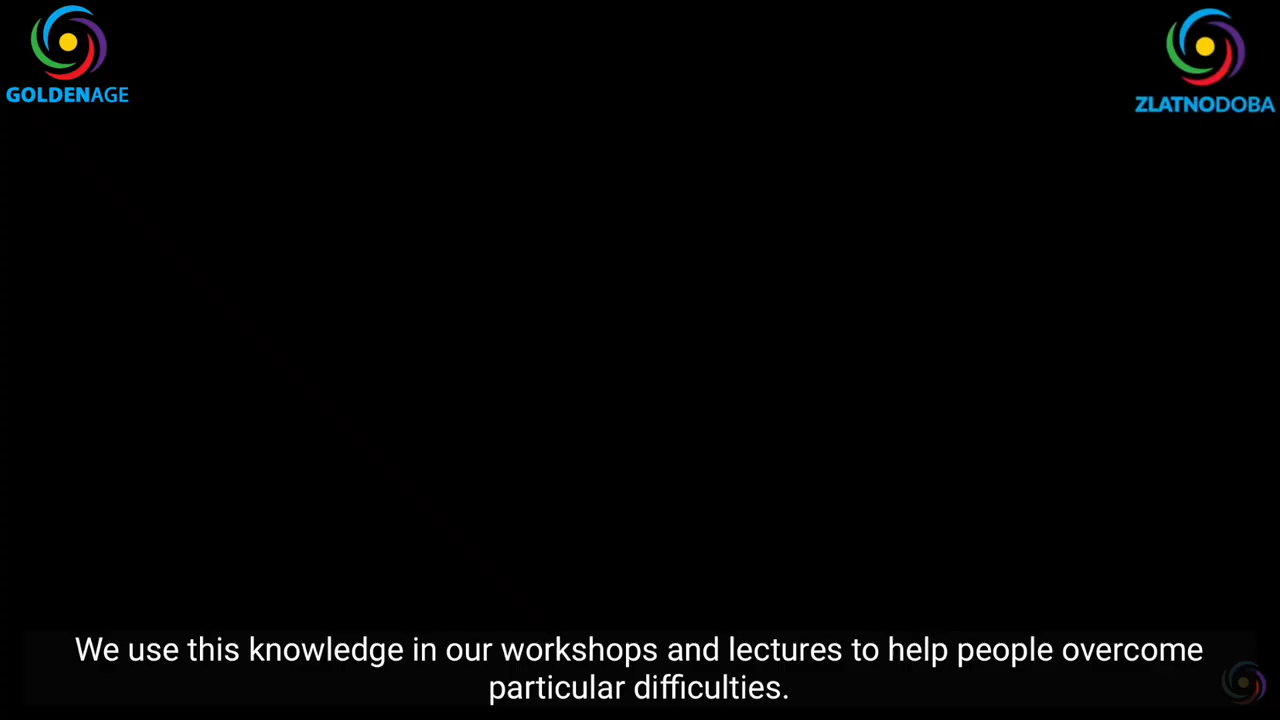 GOLDENAGE
ZLATNODOBA
We use this knowledge in our workshops and lectures to help people overcome
particular difficulties.